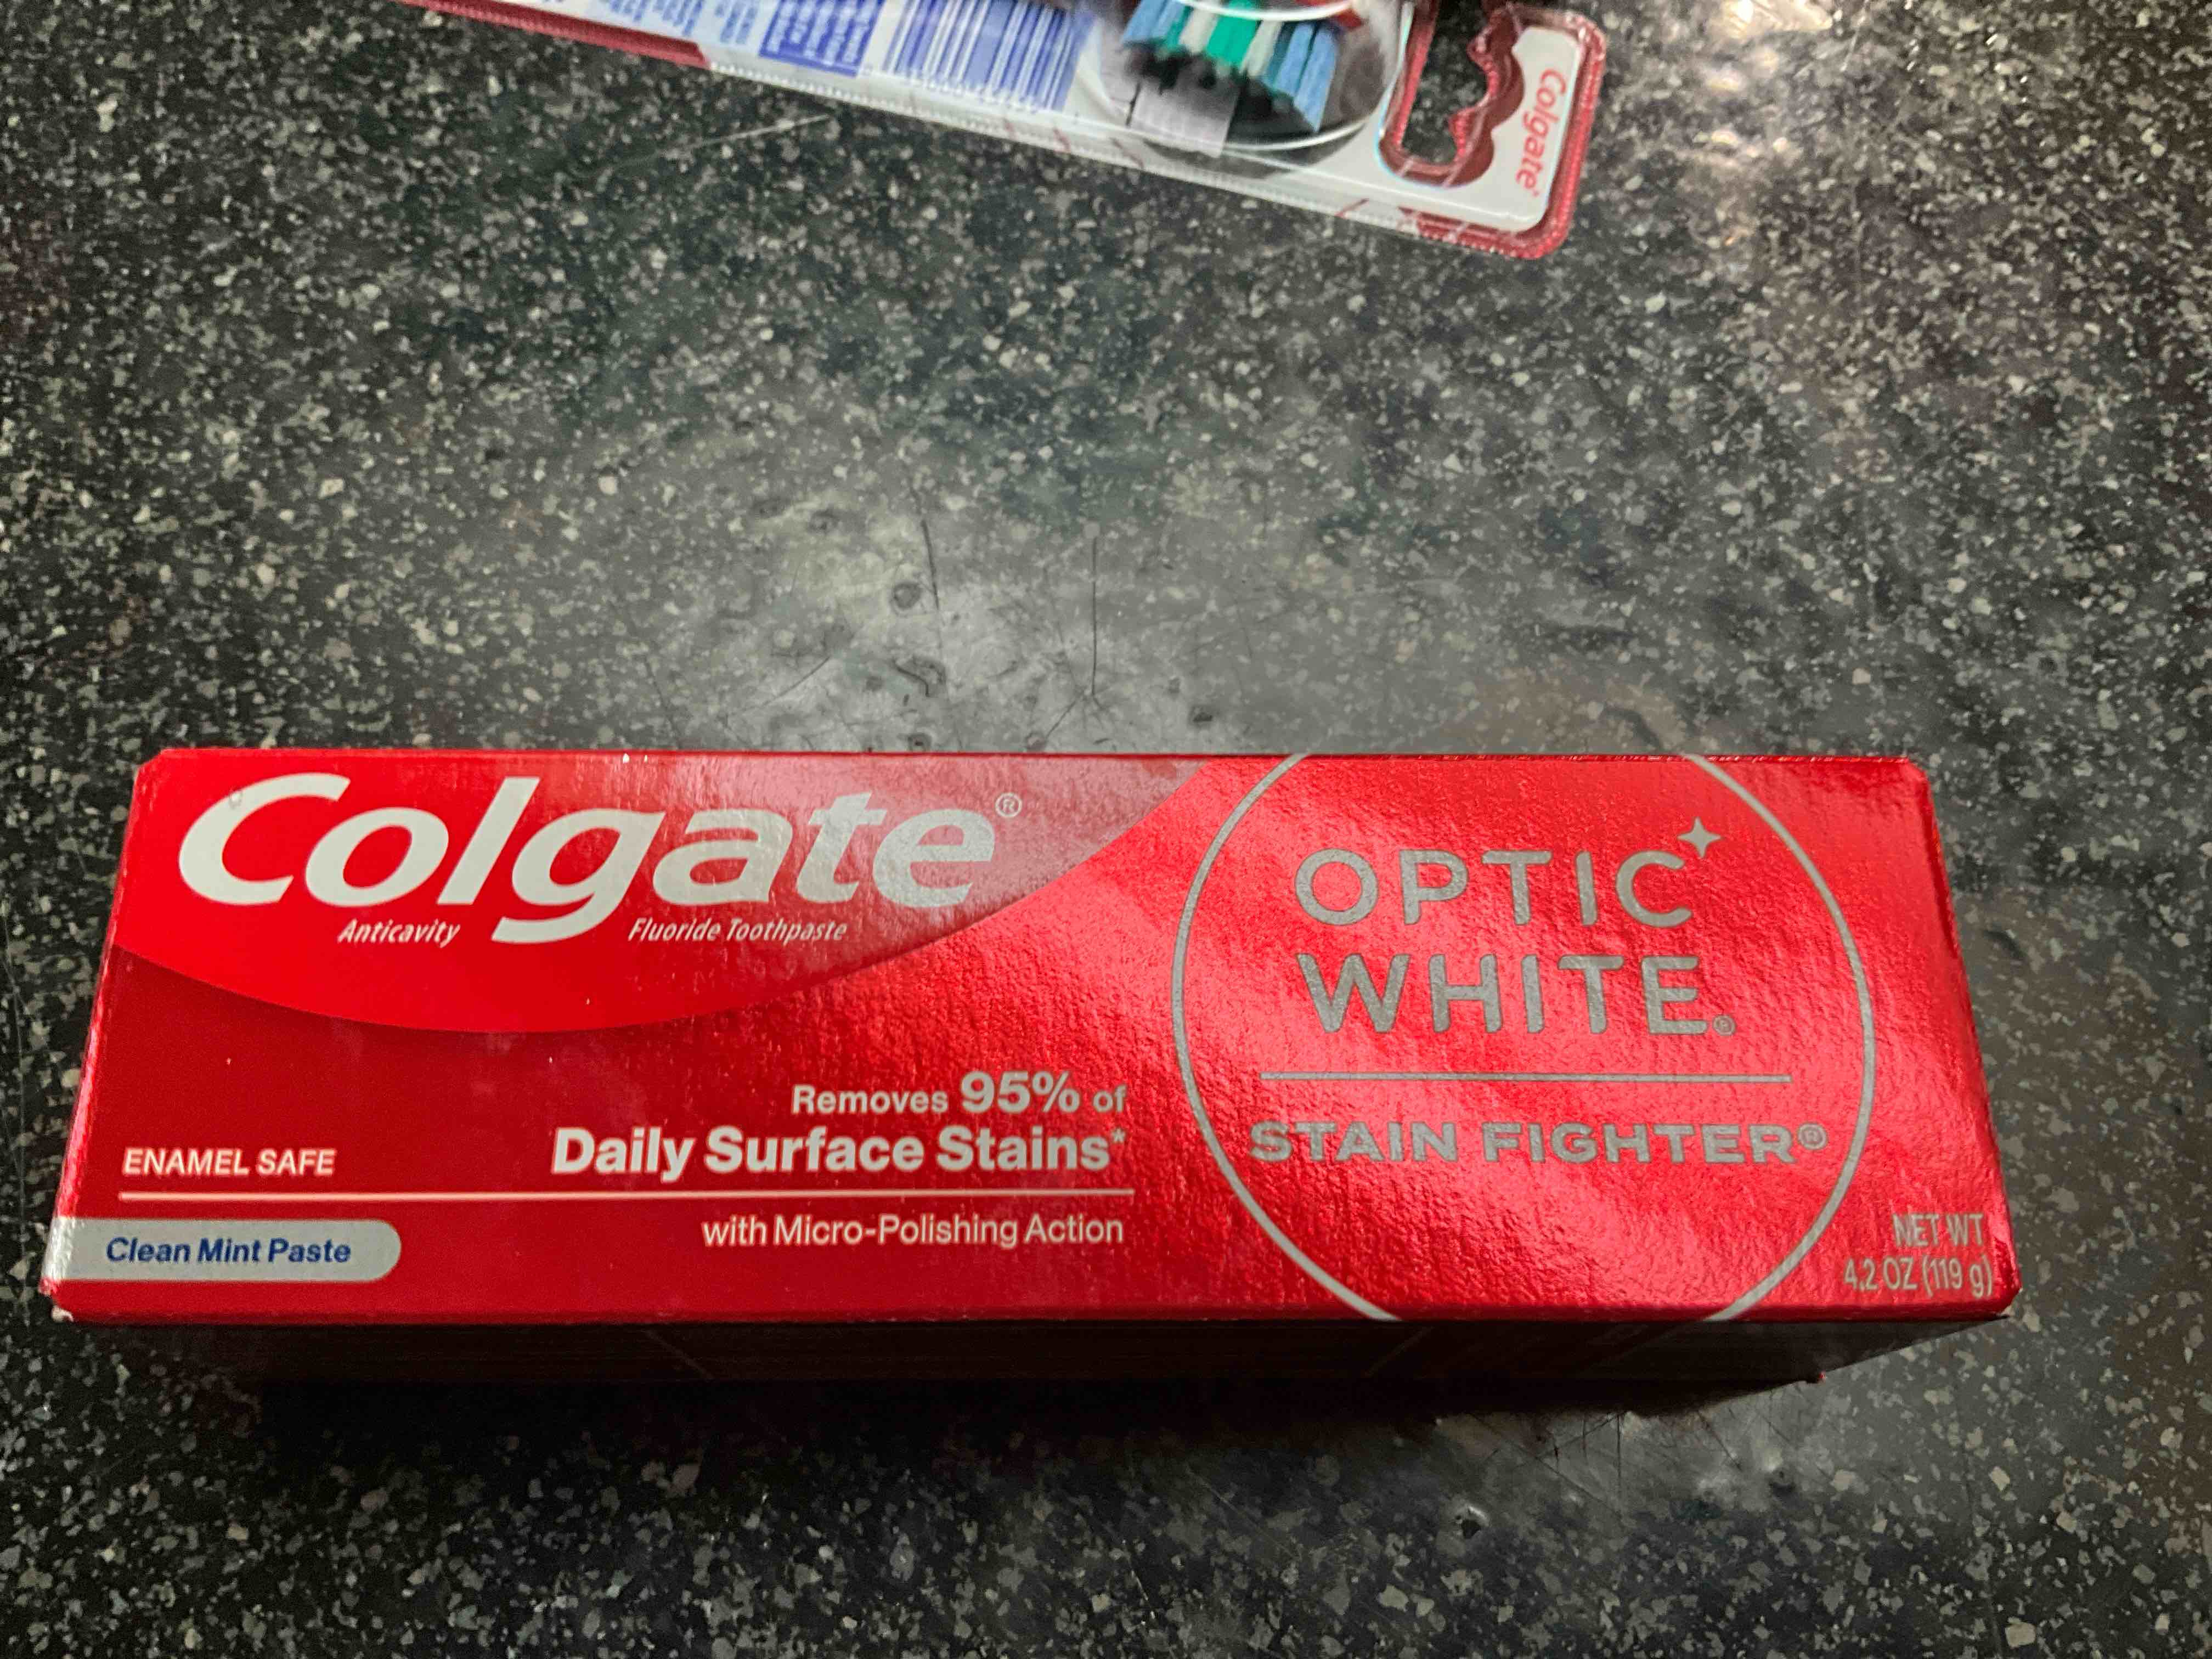 Colgate®
Colgate®
Anticavity Fluoride Toothpaste
OPTIC
WHITE®
STAIN FIGHTER®
Removes 95% of
Daily Surface Stains*
ENAMEL SAFE
with Micro-Polishing Action
Clean Mint Paste
NET WT
4.2 OZ (119 g)